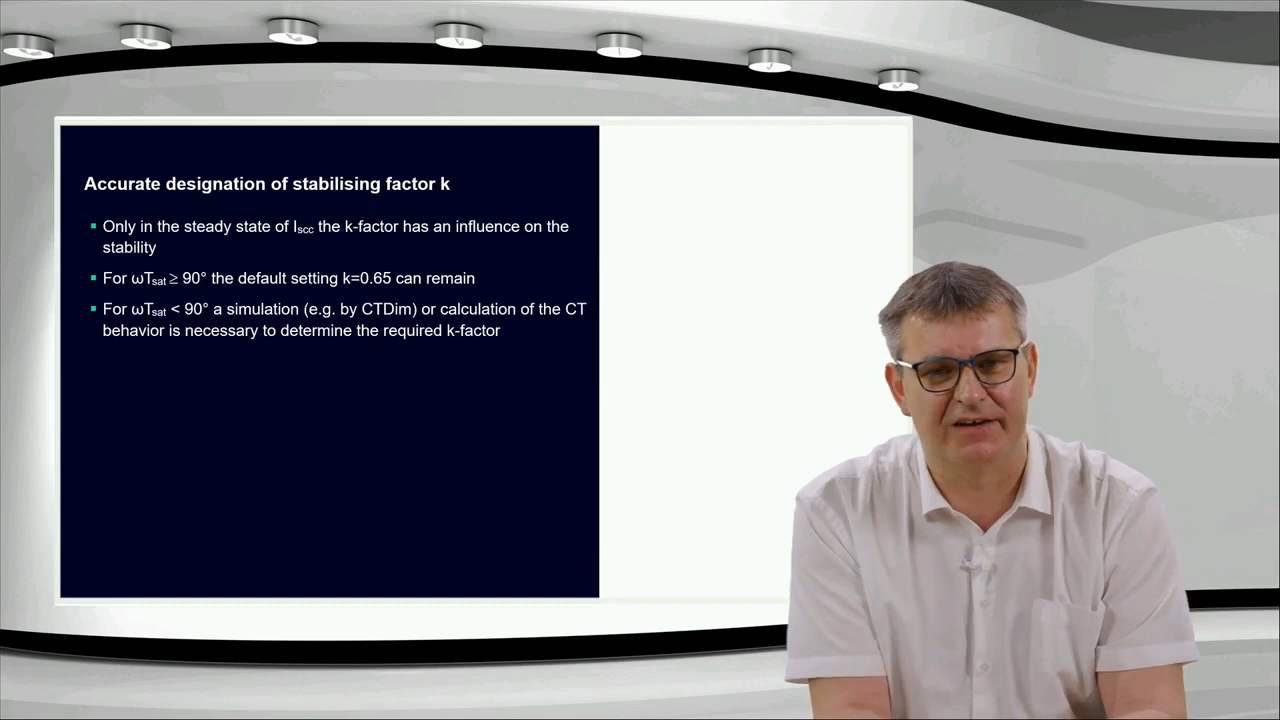 Accurate designation of stabilising factor k
▪ Only in the steady state of Iscc the k-factor has an influence on the
stability
▪ For ωTsat ≥ 90° the default setting k=0.65 can remain
▪ For ωTsat < 90° a simulation (e.g. by CTDim) or calculation of the CT
behavior is necessary to determine the required k-factor